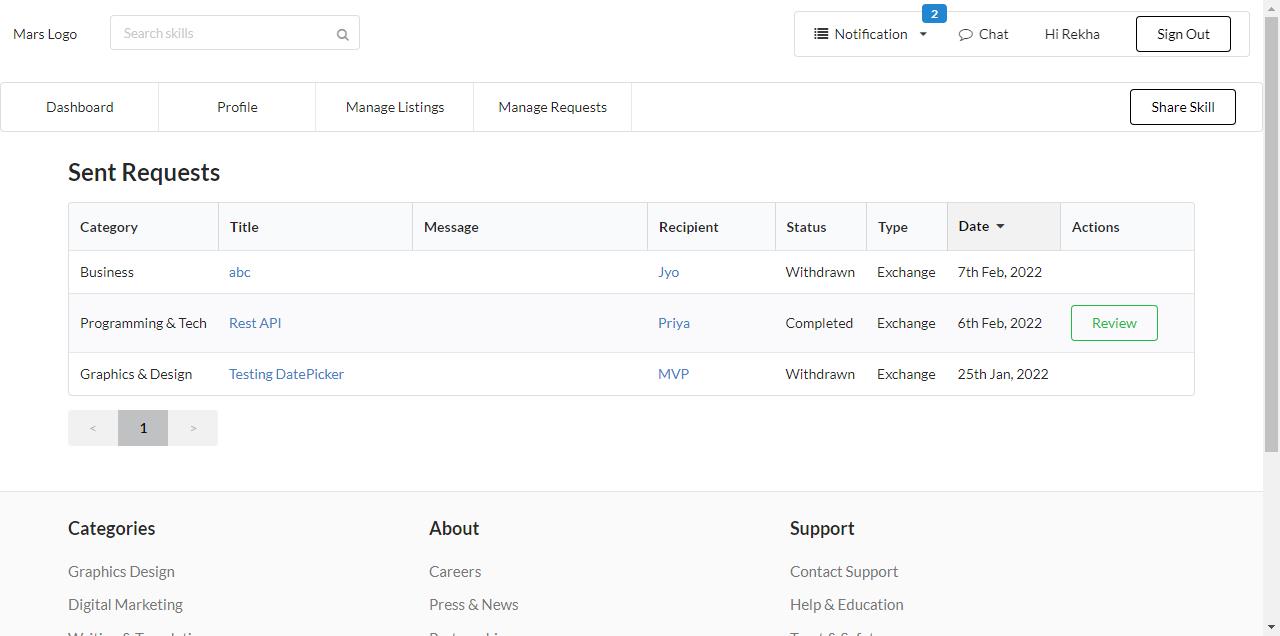 2
Mars Logo Search skills Notification Chat Hi Rekha Sign Out
Dashboard Profile Manage Listings Manage Requests Share Skill
Sent Requests
Category Title Message Recipient Status Type Date Actions
Business abc Jyo Withdrawn Exchange 7th Feb, 2022
Programming & Tech Rest API Priya Completed Exchange 6th Feb, 2022 Review
Graphics & Design Testing DatePicker MVP Withdrawn Exchange 25th Jan, 2022
< 1 >
Categories About Support
Graphics Design Careers Contact Support
Digital Marketing Press & News Help & Education